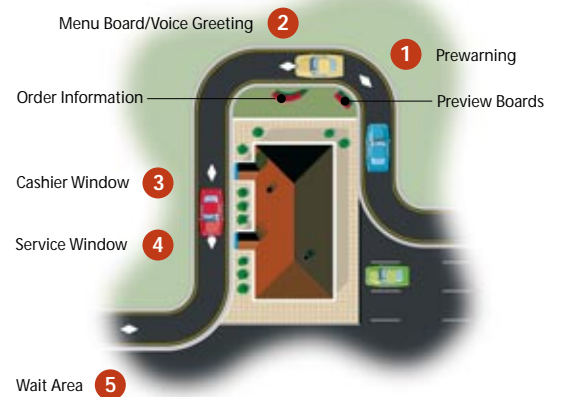 Menu Board/Voice Greeting 2
1 Prewarning
Order Information
Preview Boards
Cashier Window 3
Service Window 4
Wait Area 5